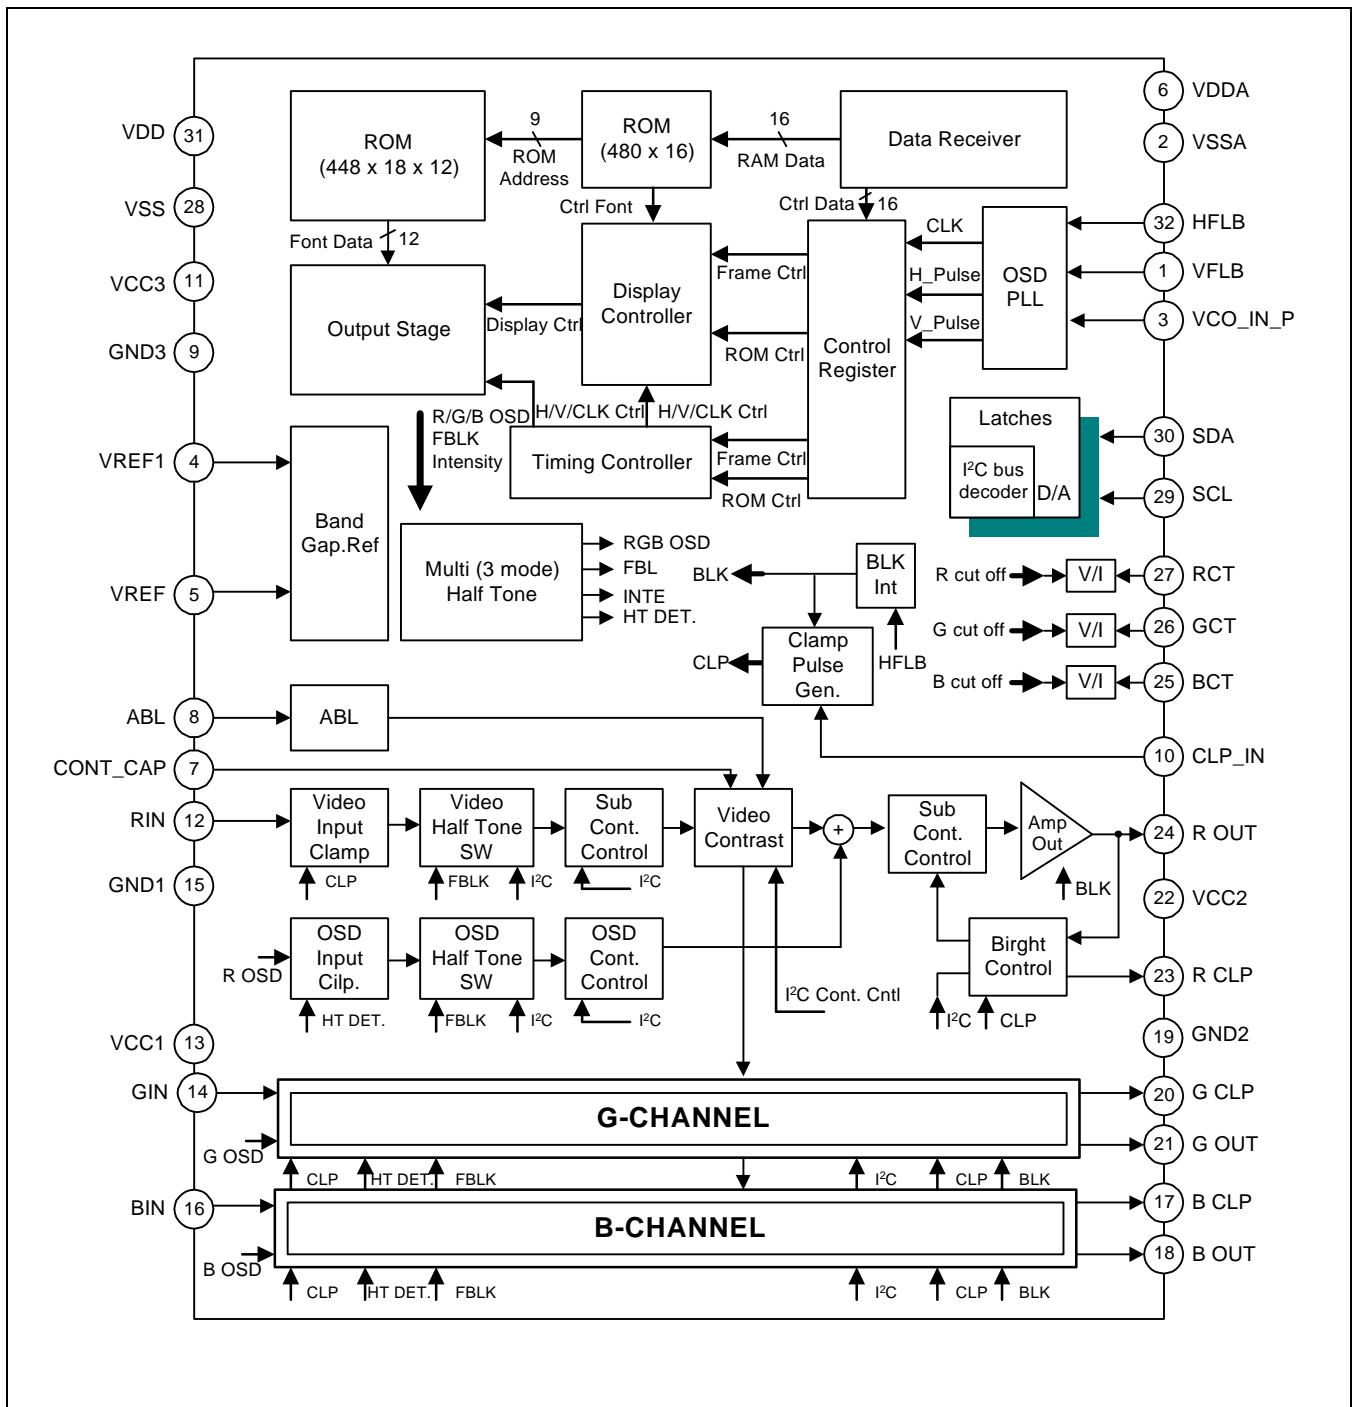 6 VDDA
VDD 31
ROM
(448 x 18 x 12)
9
ROM
Address
ROM
(480 x 16)
16
RAM Data
Data Receiver
2 VSSA
VSS 28
Ctrl Font
Ctrl Data 16
32 HFLB
Font Data 12
CLK
VCC3 11
Output Stage
Display Ctrl
Display
Controller
Frame Ctrl
H_Pulse
OSD
PLL
1 VFLB
V_Pulse
3 VCO_IN_P
GND3 9
ROM Ctrl
Control
Register
R/G/B OSD
FBLK
Intensity
H/V/CLK Ctrl
H/V/CLK Ctrl
Latches
I²C bus
decoder
D/A
30 SDA
VREF1 4
Timing Controller
Frame Ctrl
ROM Ctrl
29 SCL
Band
Gap.Ref
Multi (3 mode)
Half Tone
RGB OSD
FBL
INTE
HT DET.
BLK
BLK
Int
R cut off
V/I
27 RCT
VREF 5
G cut off
V/I
26 GCT
CLP
Clamp
Pulse
Gen.
HFLB
B cut off
V/I
25 BCT
ABL 8
ABL
CONT_CAP 7
10 CLP_IN
RIN 12
Video
Input
Clamp
Video
Half Tone
SW
Sub
Cont.
Control
Video
Contrast
+
Sub
Cont.
Control
Amp
Out
24 R OUT
GND1 15
CLP
FBLK
I²C
I²C
BLK
22 VCC2
R OSD
OSD
Input
Cilp.
OSD
Half Tone
SW
OSD
Cont.
Control
Birght
Control
23 R CLP
I²C Cont. Cntl
HT DET.
FBLK
I²C
I²C
I²C
CLP
VCC1 13
19 GND2
GIN 14
G-CHANNEL
20 G CLP
G OSD
21 G OUT
CLP
HT DET.
FBLK
I²C
CLP
BLK
BIN 16
B-CHANNEL
17 B CLP
B OSD
18 B OUT
CLP
HT DET.
FBLK
I²C
CLP
BLK